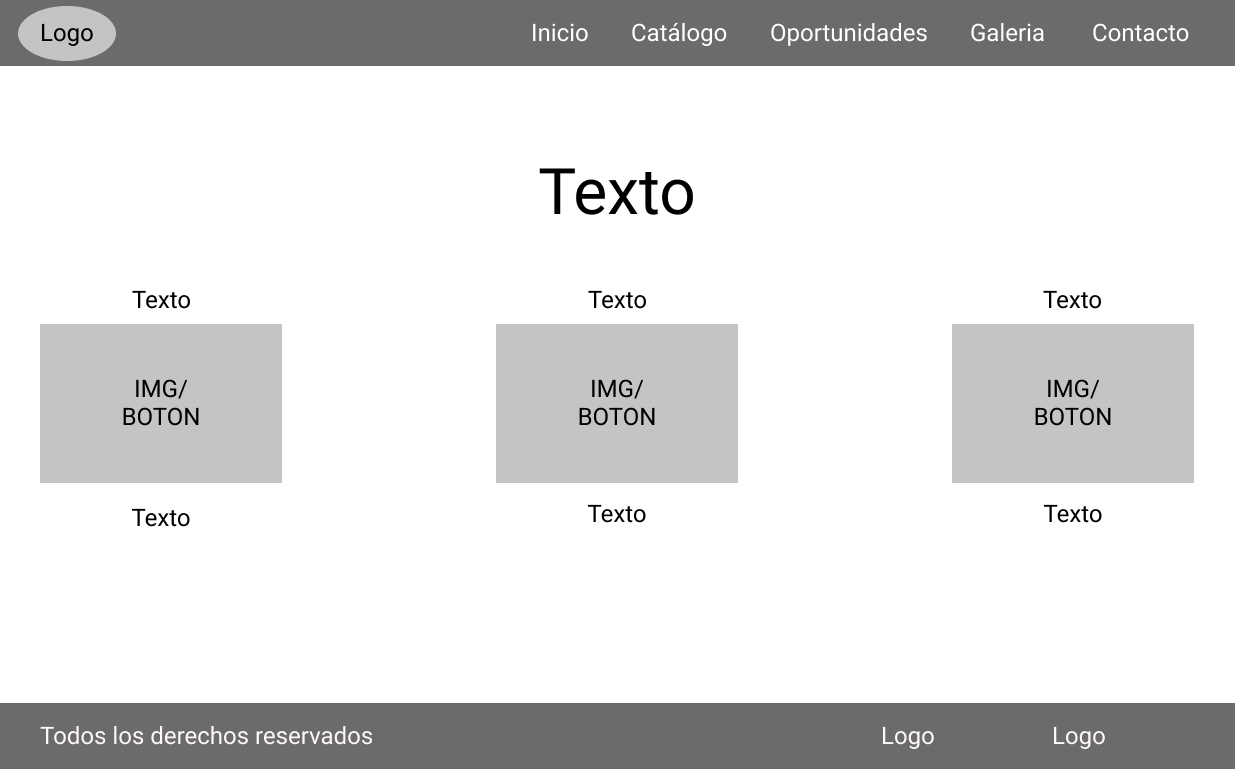 Logo
Inicio
Catálogo
Oportunidades
Galeria
Contacto
Texto
Texto
IMG/
BOTON
Texto
Texto
IMG/
BOTON
Texto
Texto
IMG/
BOTON
Texto
Todos los derechos reservados
Logo
Logo